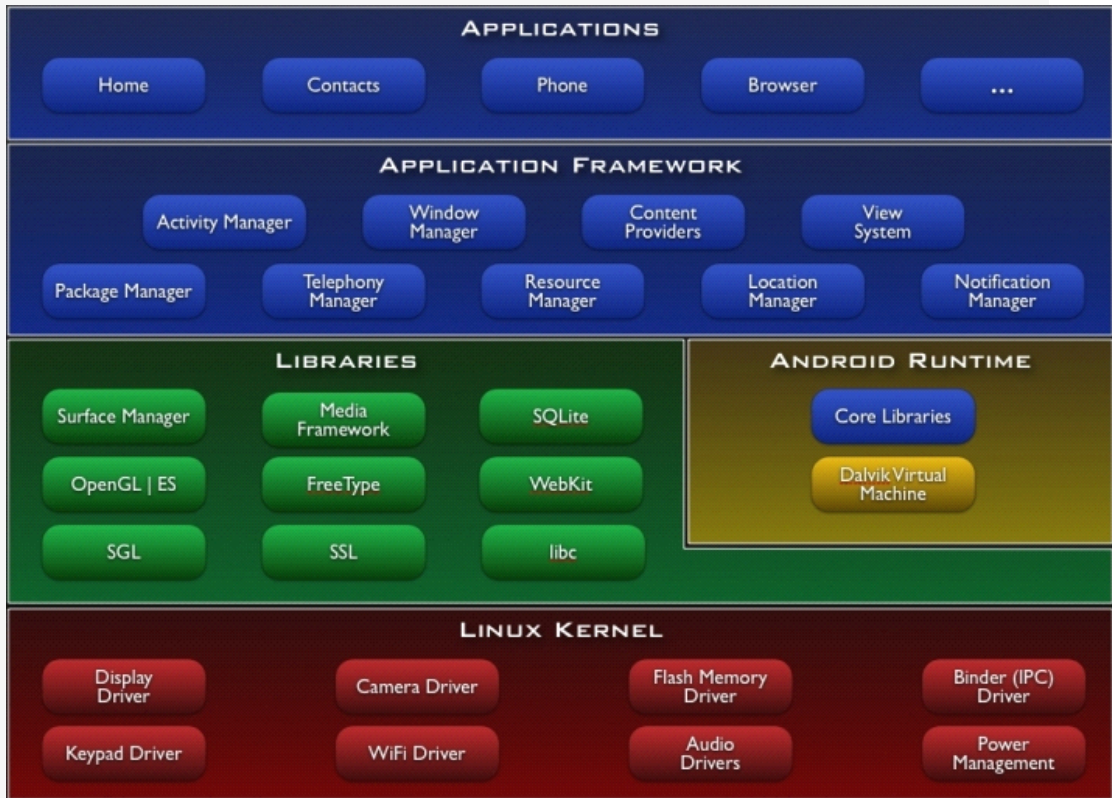 APPLICATIONS
Home
Contacts
Phone
Browser
...
APPLICATION FRAMEWORK
Activity Manager
Window
Manager
Content
Providers
View
System
Package Manager
Telephony
Manager
Resource
Manager
Location
Manager
Notification
Manager
LIBRARIES
Surface Manager
Media
Framework
SQLite
OpenGL | ES
FreeType
WebKit
SGL
SSL
libc
ANDROID RUNTIME
Core Libraries
Dalvik Virtual
Machine
LINUX KERNEL
Display
Driver
Camera Driver
Flash Memory
Driver
Binder (IPC)
Driver
Keypad Driver
WiFi Driver
Audio
Drivers
Power
Management